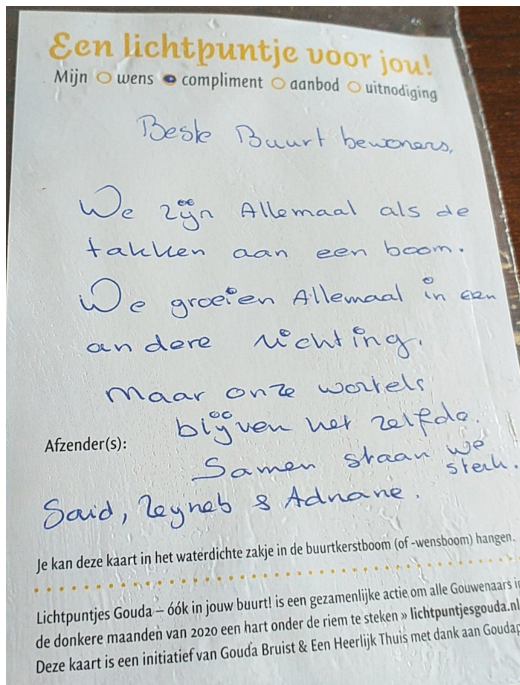 Een lichtpuntje voor jou!
Mijn wens compliment aanbod uitnodiging
Beste Buurt bewoners,
We zijn Allemaal als de
takken aan een boom.
We groeien Allemaal in een
andere richting.
Maar onze wortels
blijven het zelfde.
Afzender(s):
Samen staan we
sterk.
Said, Zeyneb & Adnane.
Je kan deze kaart in het waterdichte zakje in de buurtkerstboom (of -wensboom) hangen.
Lichtpuntjes Gouda – óók in jouw buurt! is een gezamenlijke actie om alle Gouwenaars in
de donkere maanden van 2020 een hart onder de riem te steken » lichtpuntjesgouda.nl
Deze kaart is een initiatief van Gouda Bruist & Een Heerlijk Thuis met dank aan